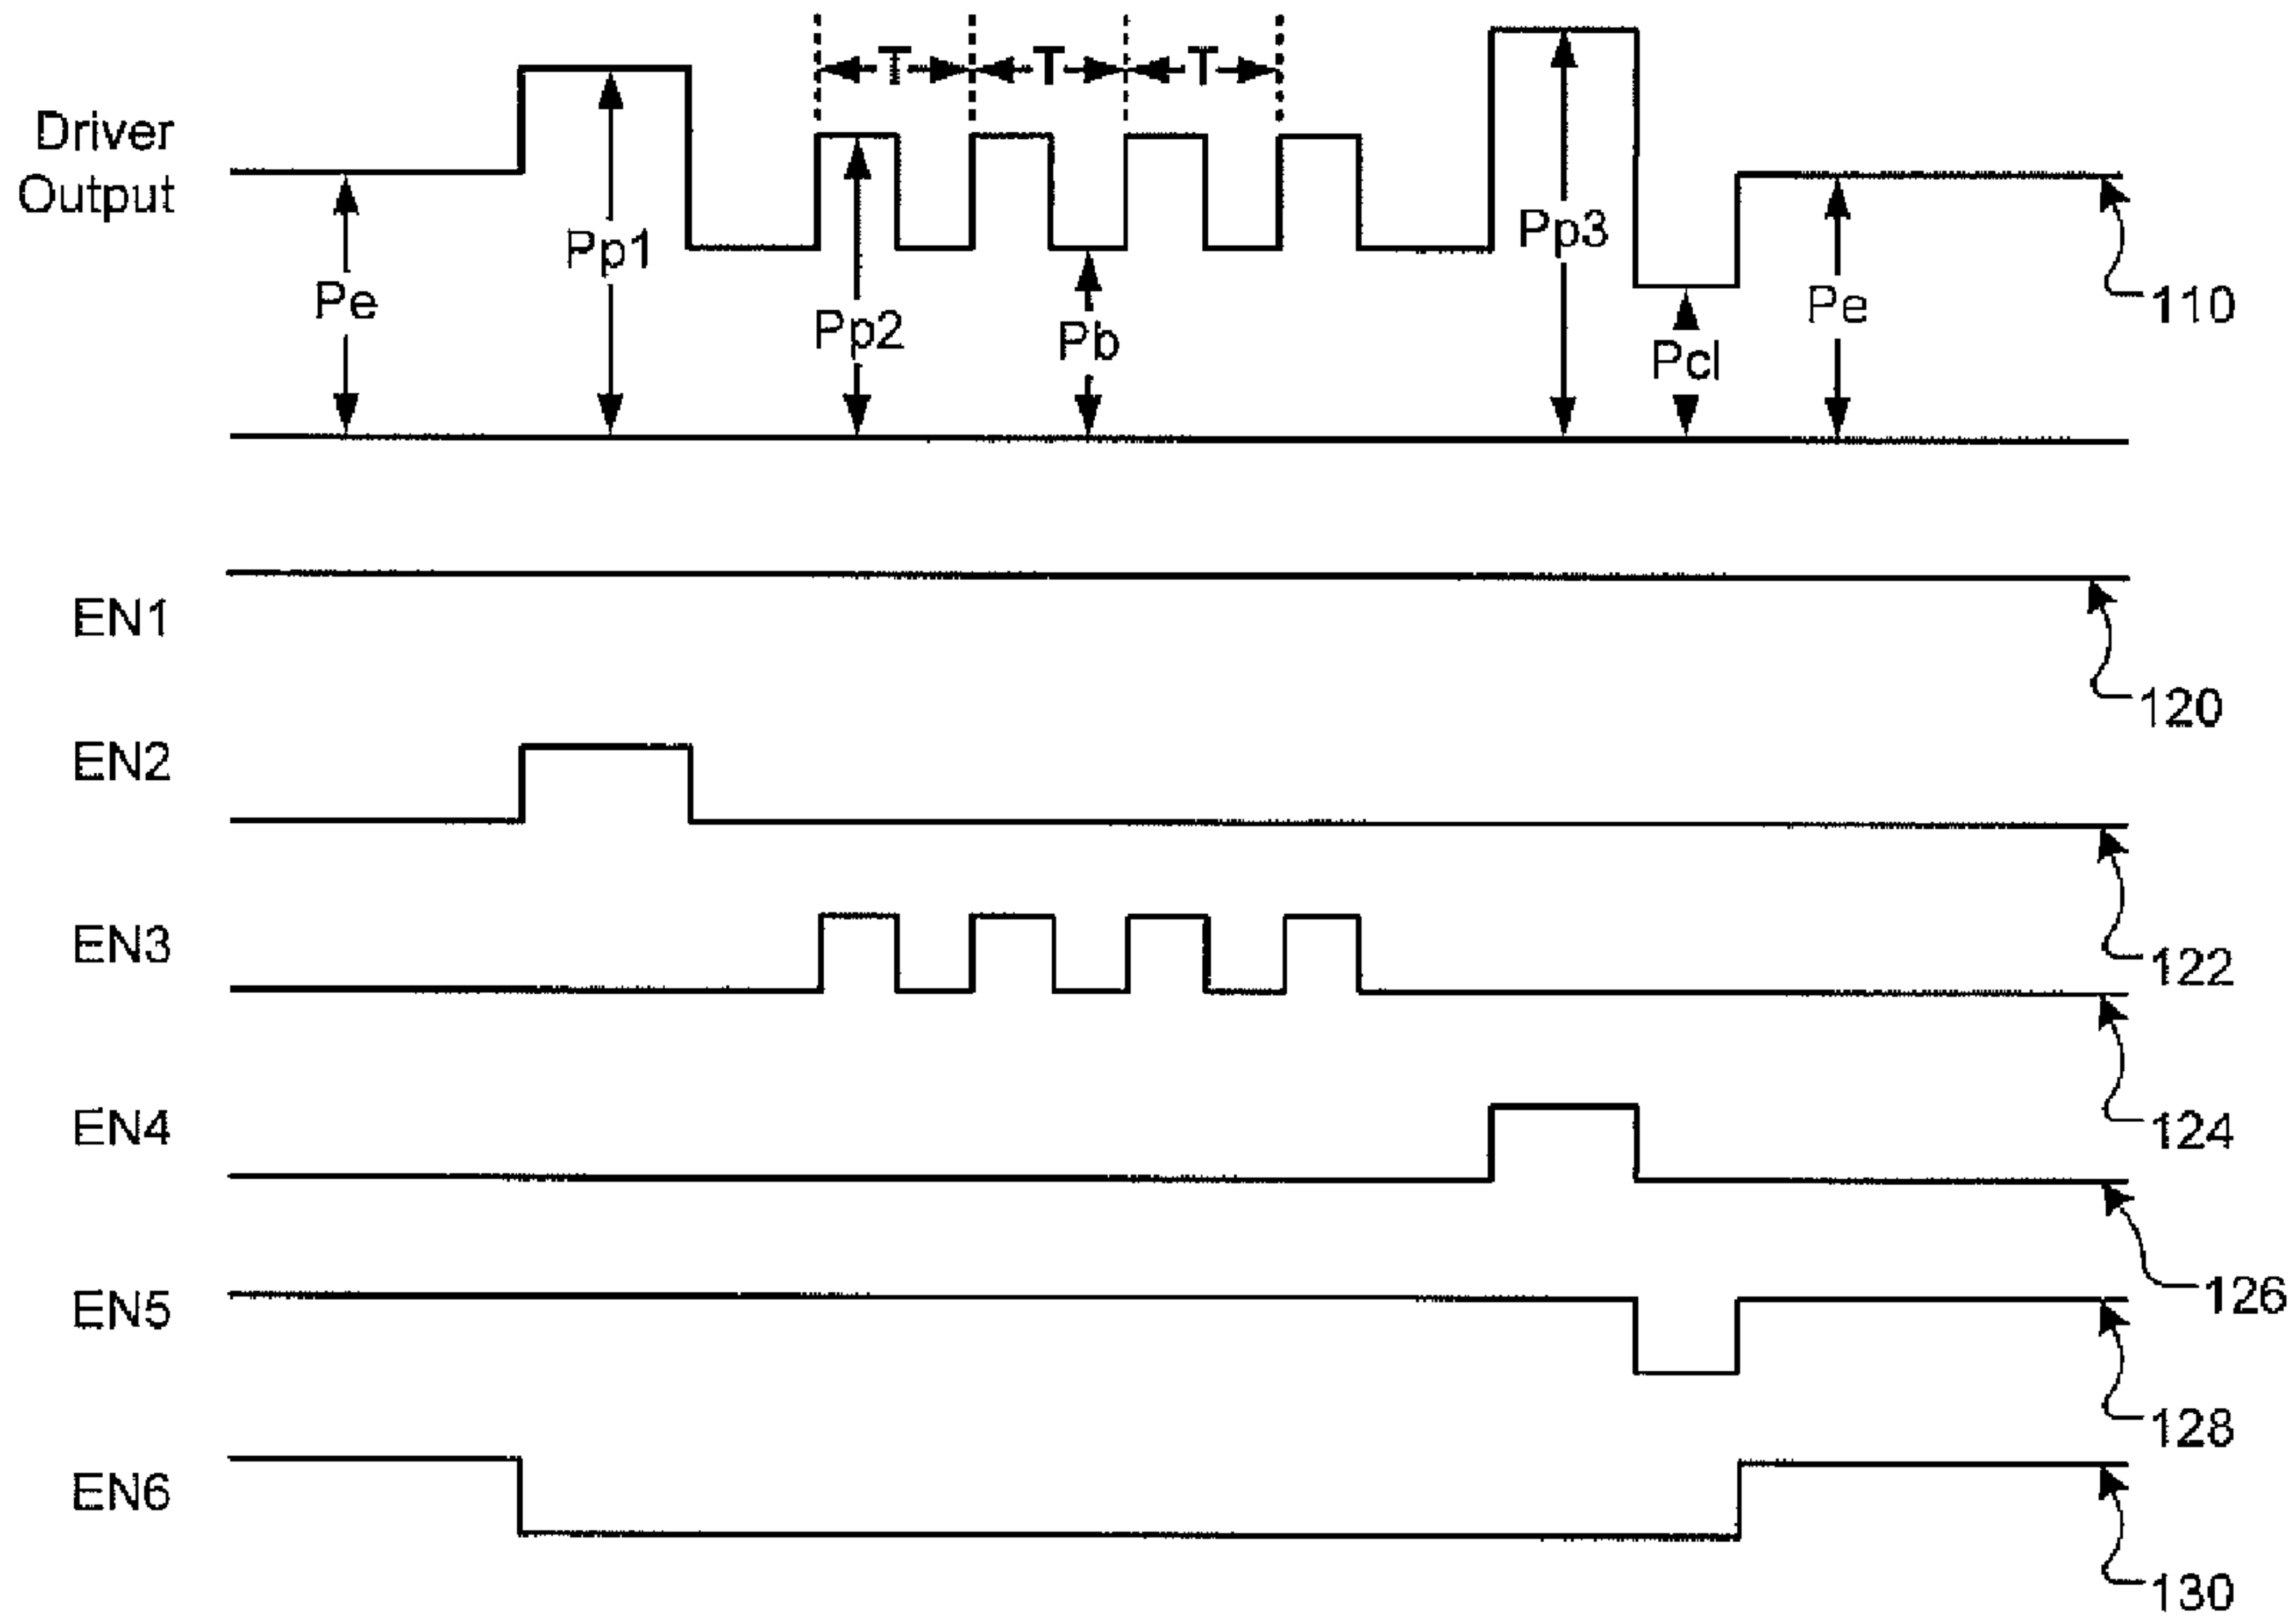 T T T
Driver
Output
Pe
Pp1
Pp2
Pb
Pp3
Pcl
Pe
110
EN1
120
EN2
122
EN3
124
EN4
126
EN5
128
EN6
130